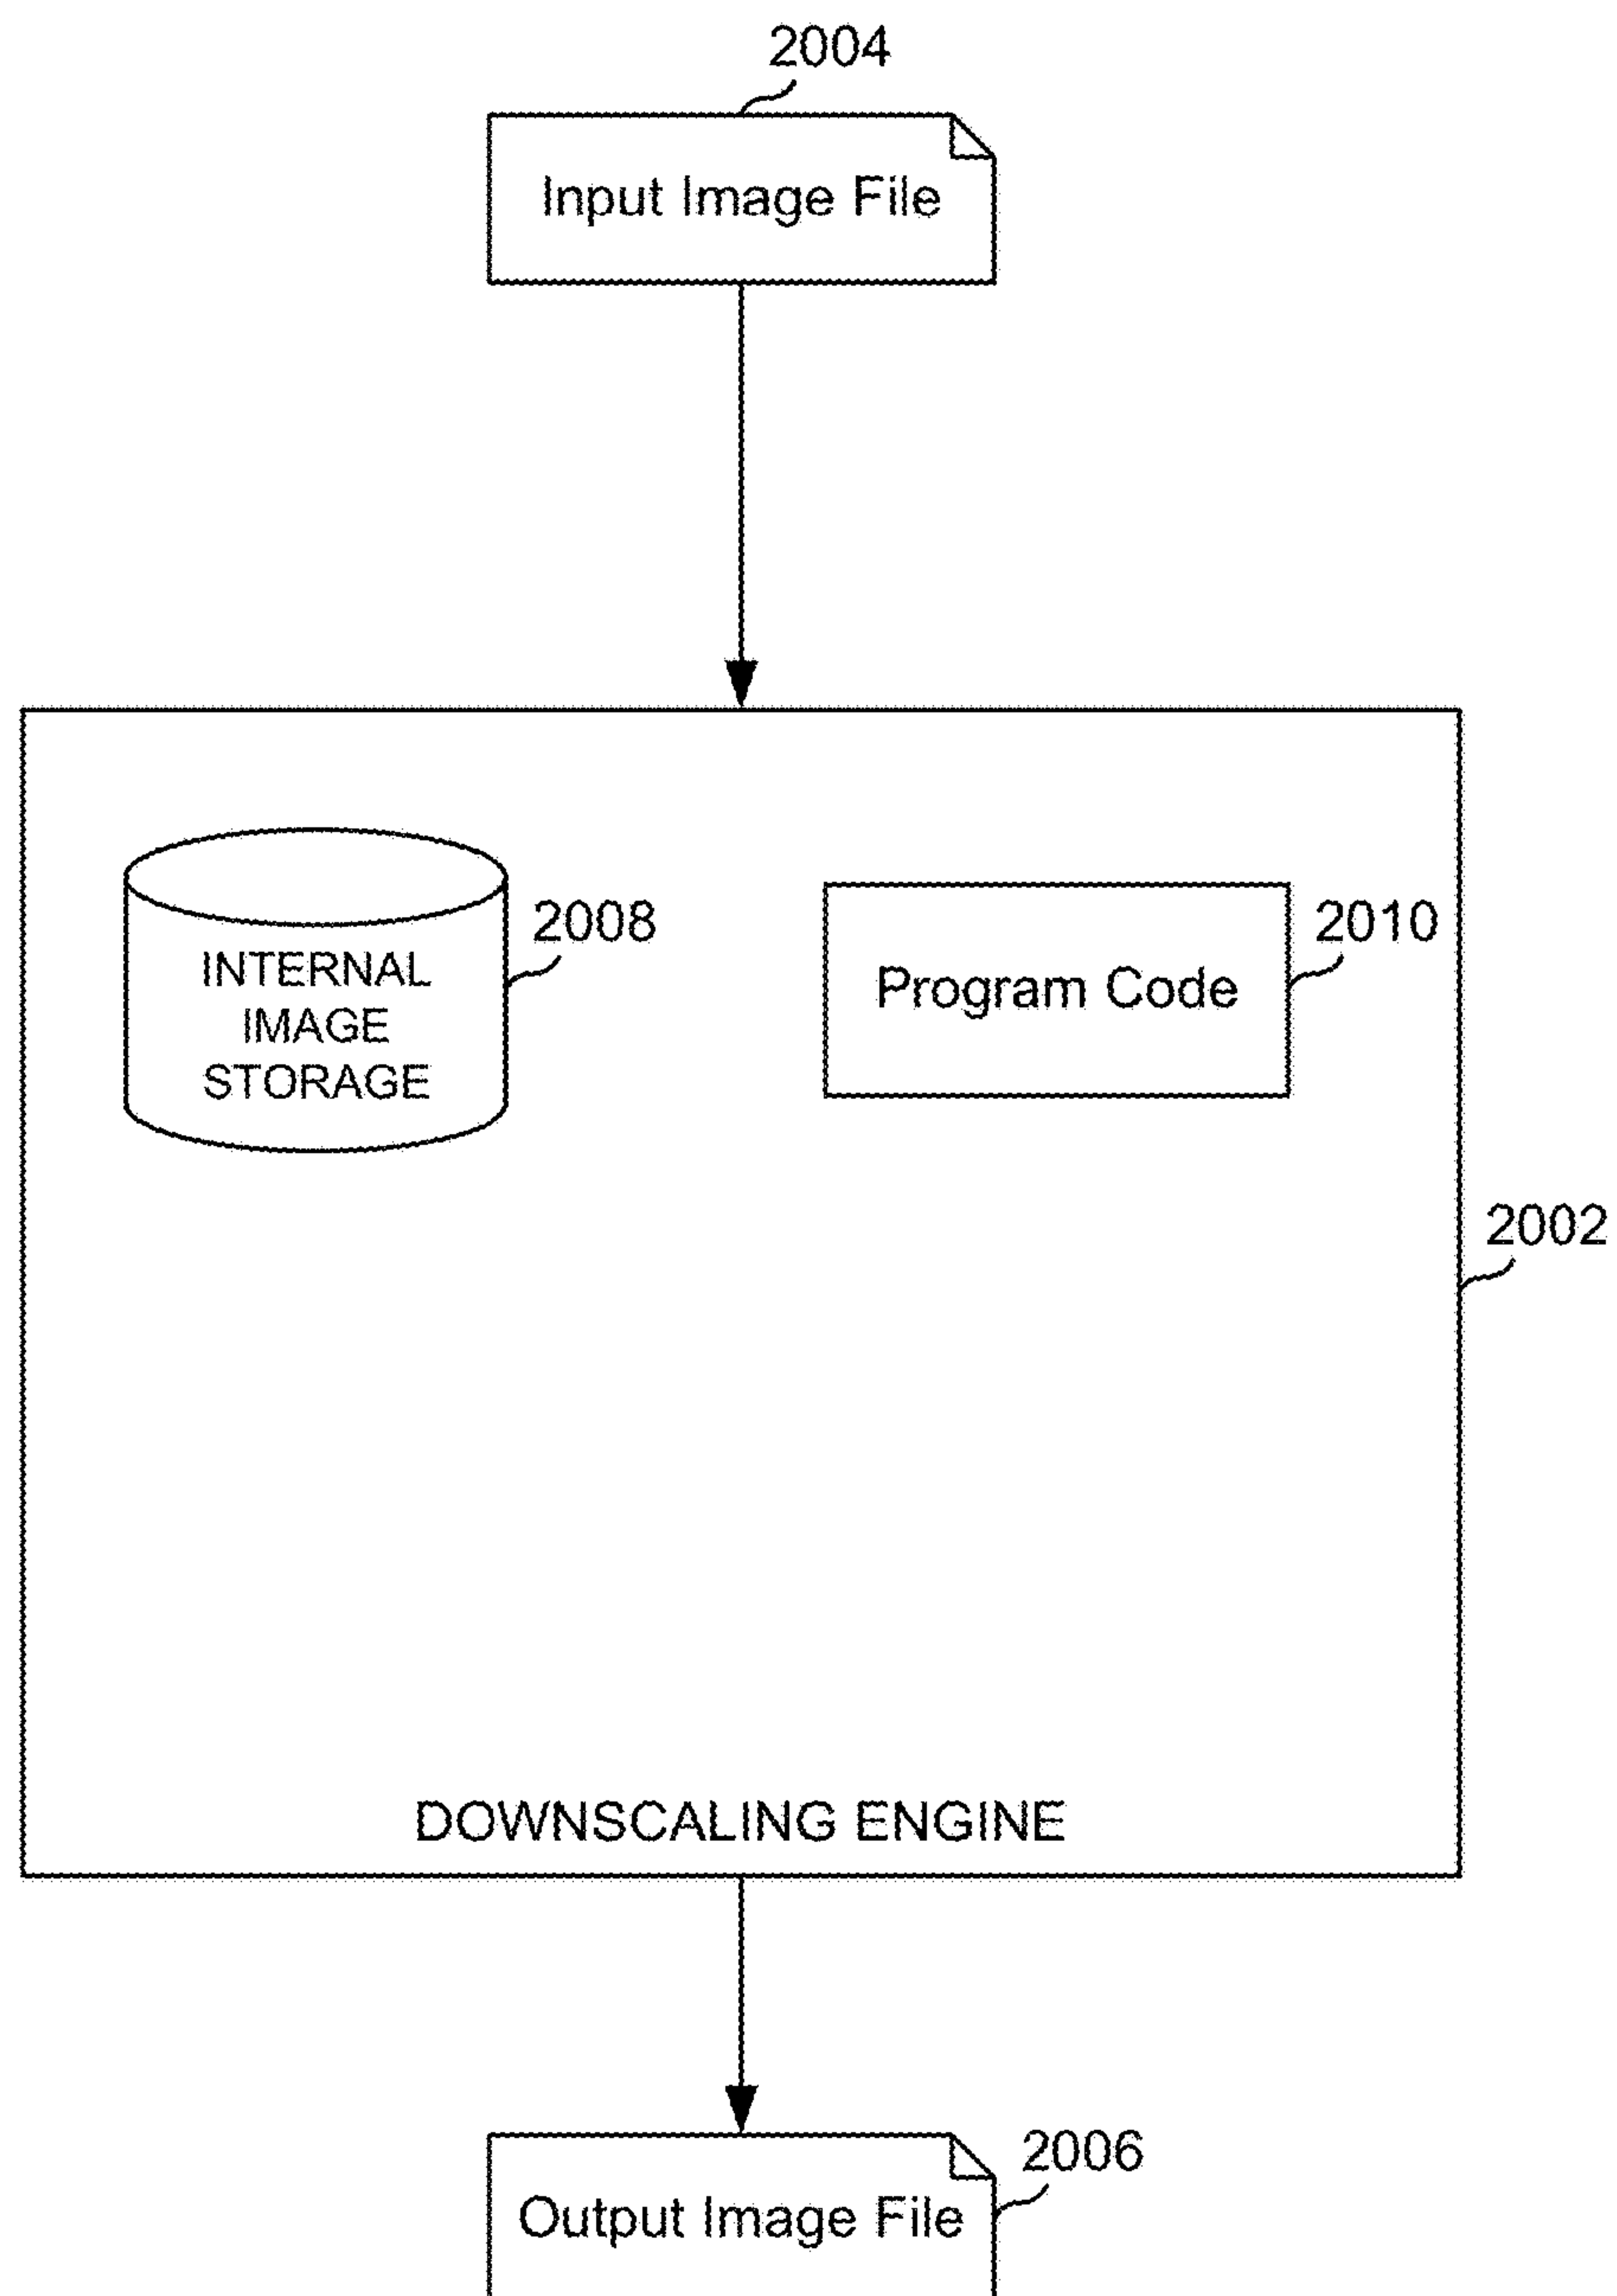 2004
Input Image File
2008
INTERNAL
IMAGE
STORAGE
2010
Program Code
2002
DOWNSCALING ENGINE
2006
Output Image File